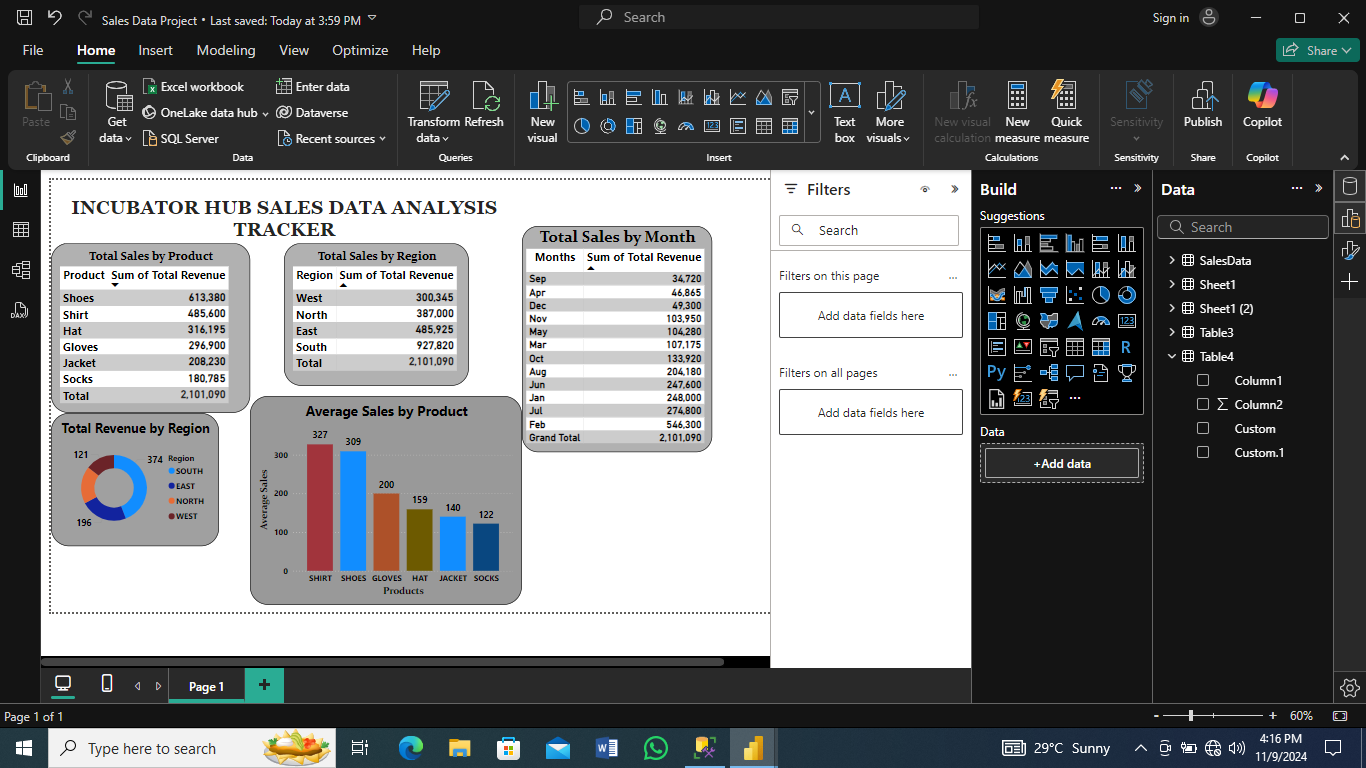 Sales Data Project • Last saved: Today at 3:59 PM
Search
Sign in
File Home Insert Modeling View Optimize Help
Share
Paste
Clipboard
Get data
Excel workbook
OneLake data hub
SQL Server
Enter data
Dataverse
Recent sources
Data
Transform data
Refresh
Queries
New visual
Text box
More visuals
Insert
New visual calculation
New measure
Quick measure
Calculations
Sensitivity
Sensitivity
Publish
Share
Copilot
Copilot
DAX
INCUBATOR HUB SALES DATA ANALYSIS
TRACKER
Total Sales by Product
Product Sum of Total Revenue
Shoes 613,380
Shirt 485,600
Hat 316,195
Gloves 296,930
Jacket 208,230
Socks 180,785
Total 2,101,090
Total Sales by Region
Region Sum of Total Revenue
West 300,345
North 387,000
East 485,925
South 927,820
Total 2,101,090
Total Sales by Month
Months Sum of Total Revenue
Sep 34,720
Apr 46,865
Dec 49,300
Nov 103,950
May 104,280
Mar 107,175
Oct 133,920
Aug 204,180
Jun 247,600
Jan 248,000
Jul 274,800
Feb 546,300
Grand Total 2,101,090
Total Revenue by Region
121
374
196
Region
SOUTH
EAST
NORTH
WEST
Average Sales by Product
Average Sales
300
200
100
0
327
309
200
159
140
122
SHIRT SHOES GLOVES HAT JACKET SOCKS
Products
Filters
Search
Filters on this page
Add data fields here
Filters on all pages
Add data fields here
Build
Suggestions
123
R
Py
123
Data
+Add data
Data
Search
SalesData
Sheet1
Sheet1 (2)
Table3
Table4
Column1
Column2
Custom
Custom.1
Page 1
Page 1 of 1
- + 60%
Type here to search
29°C Sunny
4:16 PM
11/9/2024